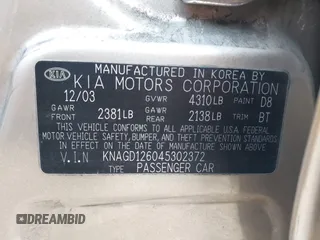 MANUFACTURED IN KOREA BY
KIA KIA MOTORS CORPORATION
12/03 GVWR 4310LB PAINT D8
GAWR FRONT 2381LB GAWR REAR 2138LB TRIM BT
THIS VEHICLE CONFORMS TO ALL APPLICABLE U.S.A FEDERAL
MOTOR VEHICLE SAFETY, BUMPER, AND THEFT PREVENTION
STANDARDS IN EFFECT ON THE DATE OF MANUFACTURE
SHOWN ABOVE.
V.I.N KNAGD126045302372
TYPE PASSENGER CAR
DREAMBID